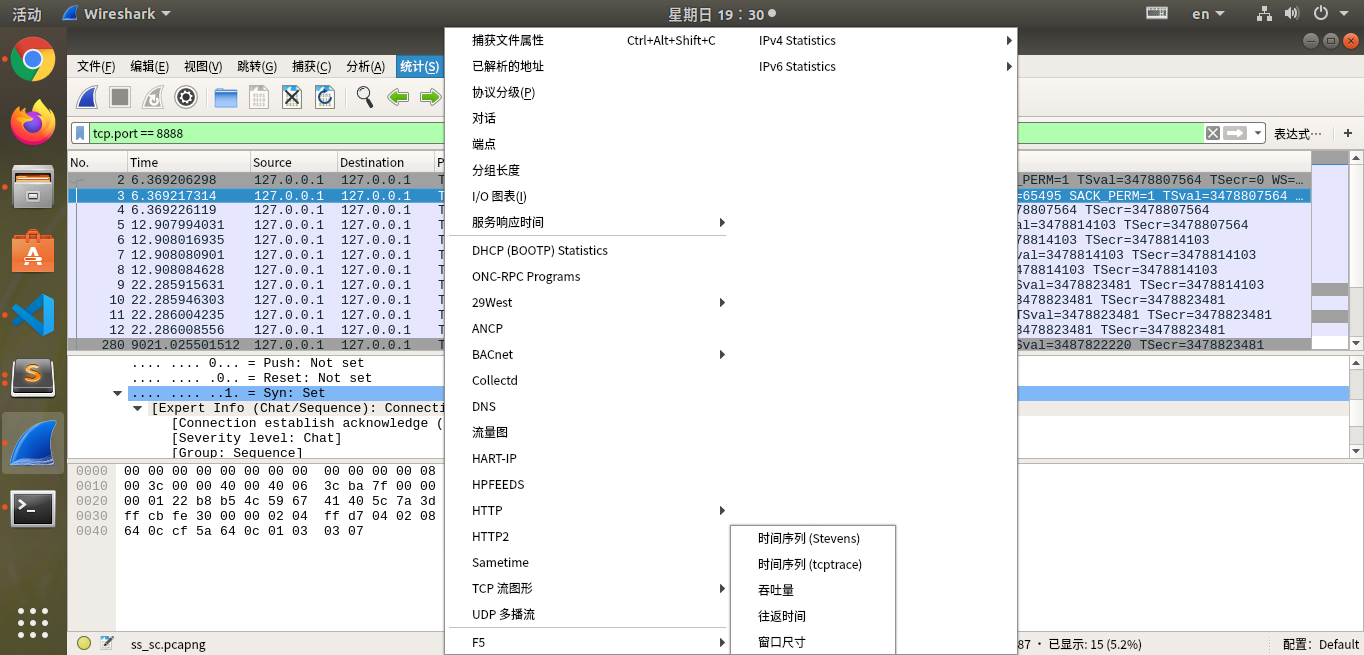 活动
Wireshark
星期日 19：30
en
文件(F) 编辑(E) 视图(V) 跳转(G) 捕获(C) 分析(A) 统计(S)
tcp.port == 8888
表达式…
+
No. Time Source Destination P
2 6.369206298 127.0.0.1 127.0.0.1 T
_PERM=1 TSval=3478807564 TSecr=0 WS=…
3 6.369217314 127.0.0.1 127.0.0.1 T
=65495 SACK_PERM=1 TSval=3478807564 …
4 6.369226119 127.0.0.1 127.0.0.1 T
78807564 TSecr=3478807564
5 12.907994031 127.0.0.1 127.0.0.1 T
al=3478814103 TSecr=3478807564
6 12.908016935 127.0.0.1 127.0.0.1 T
78814103 TSecr=3478814103
7 12.908080901 127.0.0.1 127.0.0.1 T
val=3478814103 TSecr=3478814103
8 12.908084628 127.0.0.1 127.0.0.1 T
478814103 TSecr=3478814103
9 22.285915631 127.0.0.1 127.0.0.1 T
Sval=3478823481 TSecr=3478814103
10 22.285946303 127.0.0.1 127.0.0.1 T
3478823481 TSecr=3478823481
11 22.286004235 127.0.0.1 127.0.0.1 T
TSval=3478823481 TSecr=3478823481
12 22.286008556 127.0.0.1 127.0.0.1 T
3478823481 TSecr=3478823481
280 9021.025501512 127.0.0.1 127.0.0.1 T
Sval=3487822220 TSecr=3478823481
.... .... 0... = Push: Not set
.... .... .0.. = Reset: Not set
.... .... ..1. = Syn: Set
[Expert Info (Chat/Sequence): Connecti
[Connection establish acknowledge (
[Severity level: Chat]
[Group: Sequence]
0000 00 00 00 00 00 00 00 00 00 00 00 00 08
0010 00 3c 00 00 40 00 40 06 3c ba 7f 00 00
0020 00 01 22 b8 b5 4c 59 67 41 40 5c 7a 3d
0030 ff cb fe 30 00 00 02 04 ff d7 04 02 08
0040 64 0c cf 5a 64 0c 01 03 03 07
捕获文件属性 Ctrl+Alt+Shift+C
已解析的地址
协议分级(P)
对话
端点
分组长度
I/O 图表(I)
服务响应时间
DHCP (BOOTP) Statistics
ONC-RPC Programs
29West
ANCP
BACnet
Collectd
DNS
流量图
HART-IP
HPFEEDS
HTTP
HTTP2
Sametime
TCP 流图形
UDP 多播流
F5
IPv4 Statistics
IPv6 Statistics
时间序列 (Stevens)
时间序列 (tcptrace)
吞吐量
往返时间
窗口尺寸
ss_sc.pcapng
87 · 已显示: 15 (5.2%)
配置： Default